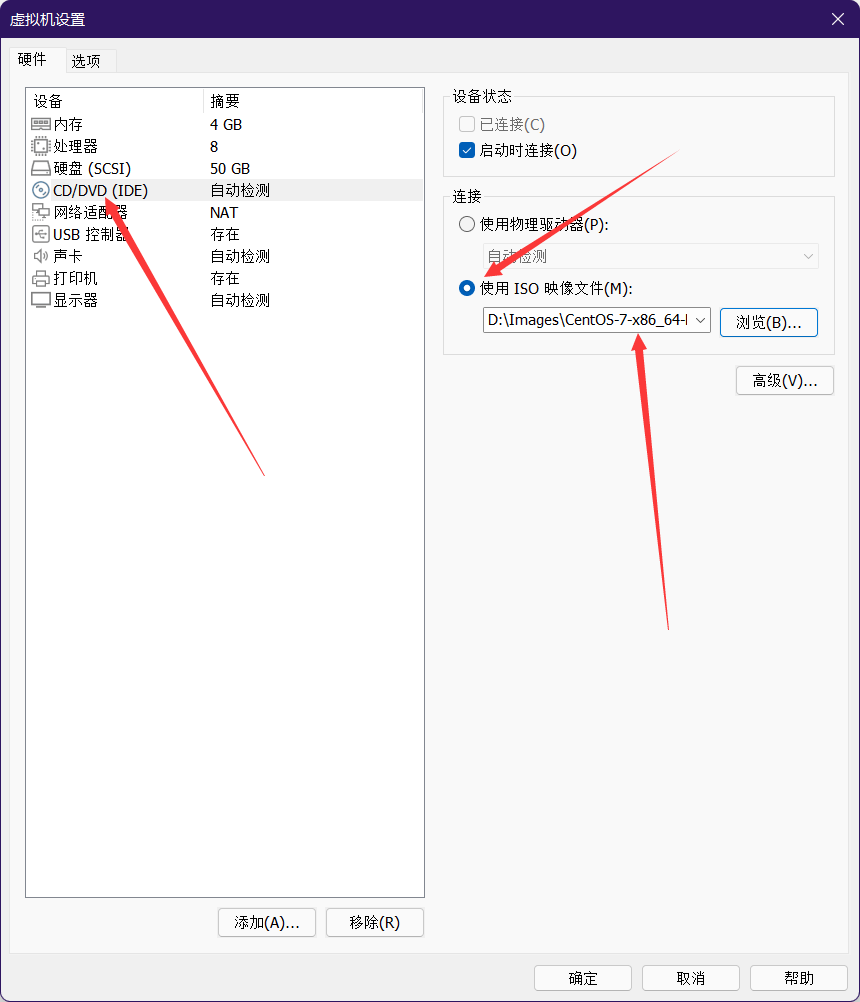 虚拟机设置
硬件 选项
设备 摘要
内存 4 GB
处理器 8
硬盘 (SCSI) 50 GB
CD/DVD (IDE) 自动检测
网络适配器 NAT
USB 控制器 存在
声卡 自动检测
打印机 存在
显示器 自动检测
添加(A)... 移除(R)
设备状态
已连接(C)
启动时连接(O)
连接
使用物理驱动器(P):
自动检测
使用 ISO 映像文件(M):
D:\Images\CentOS-7-x86_64- 浏览(B)...
高级(V)...
确定 取消 帮助